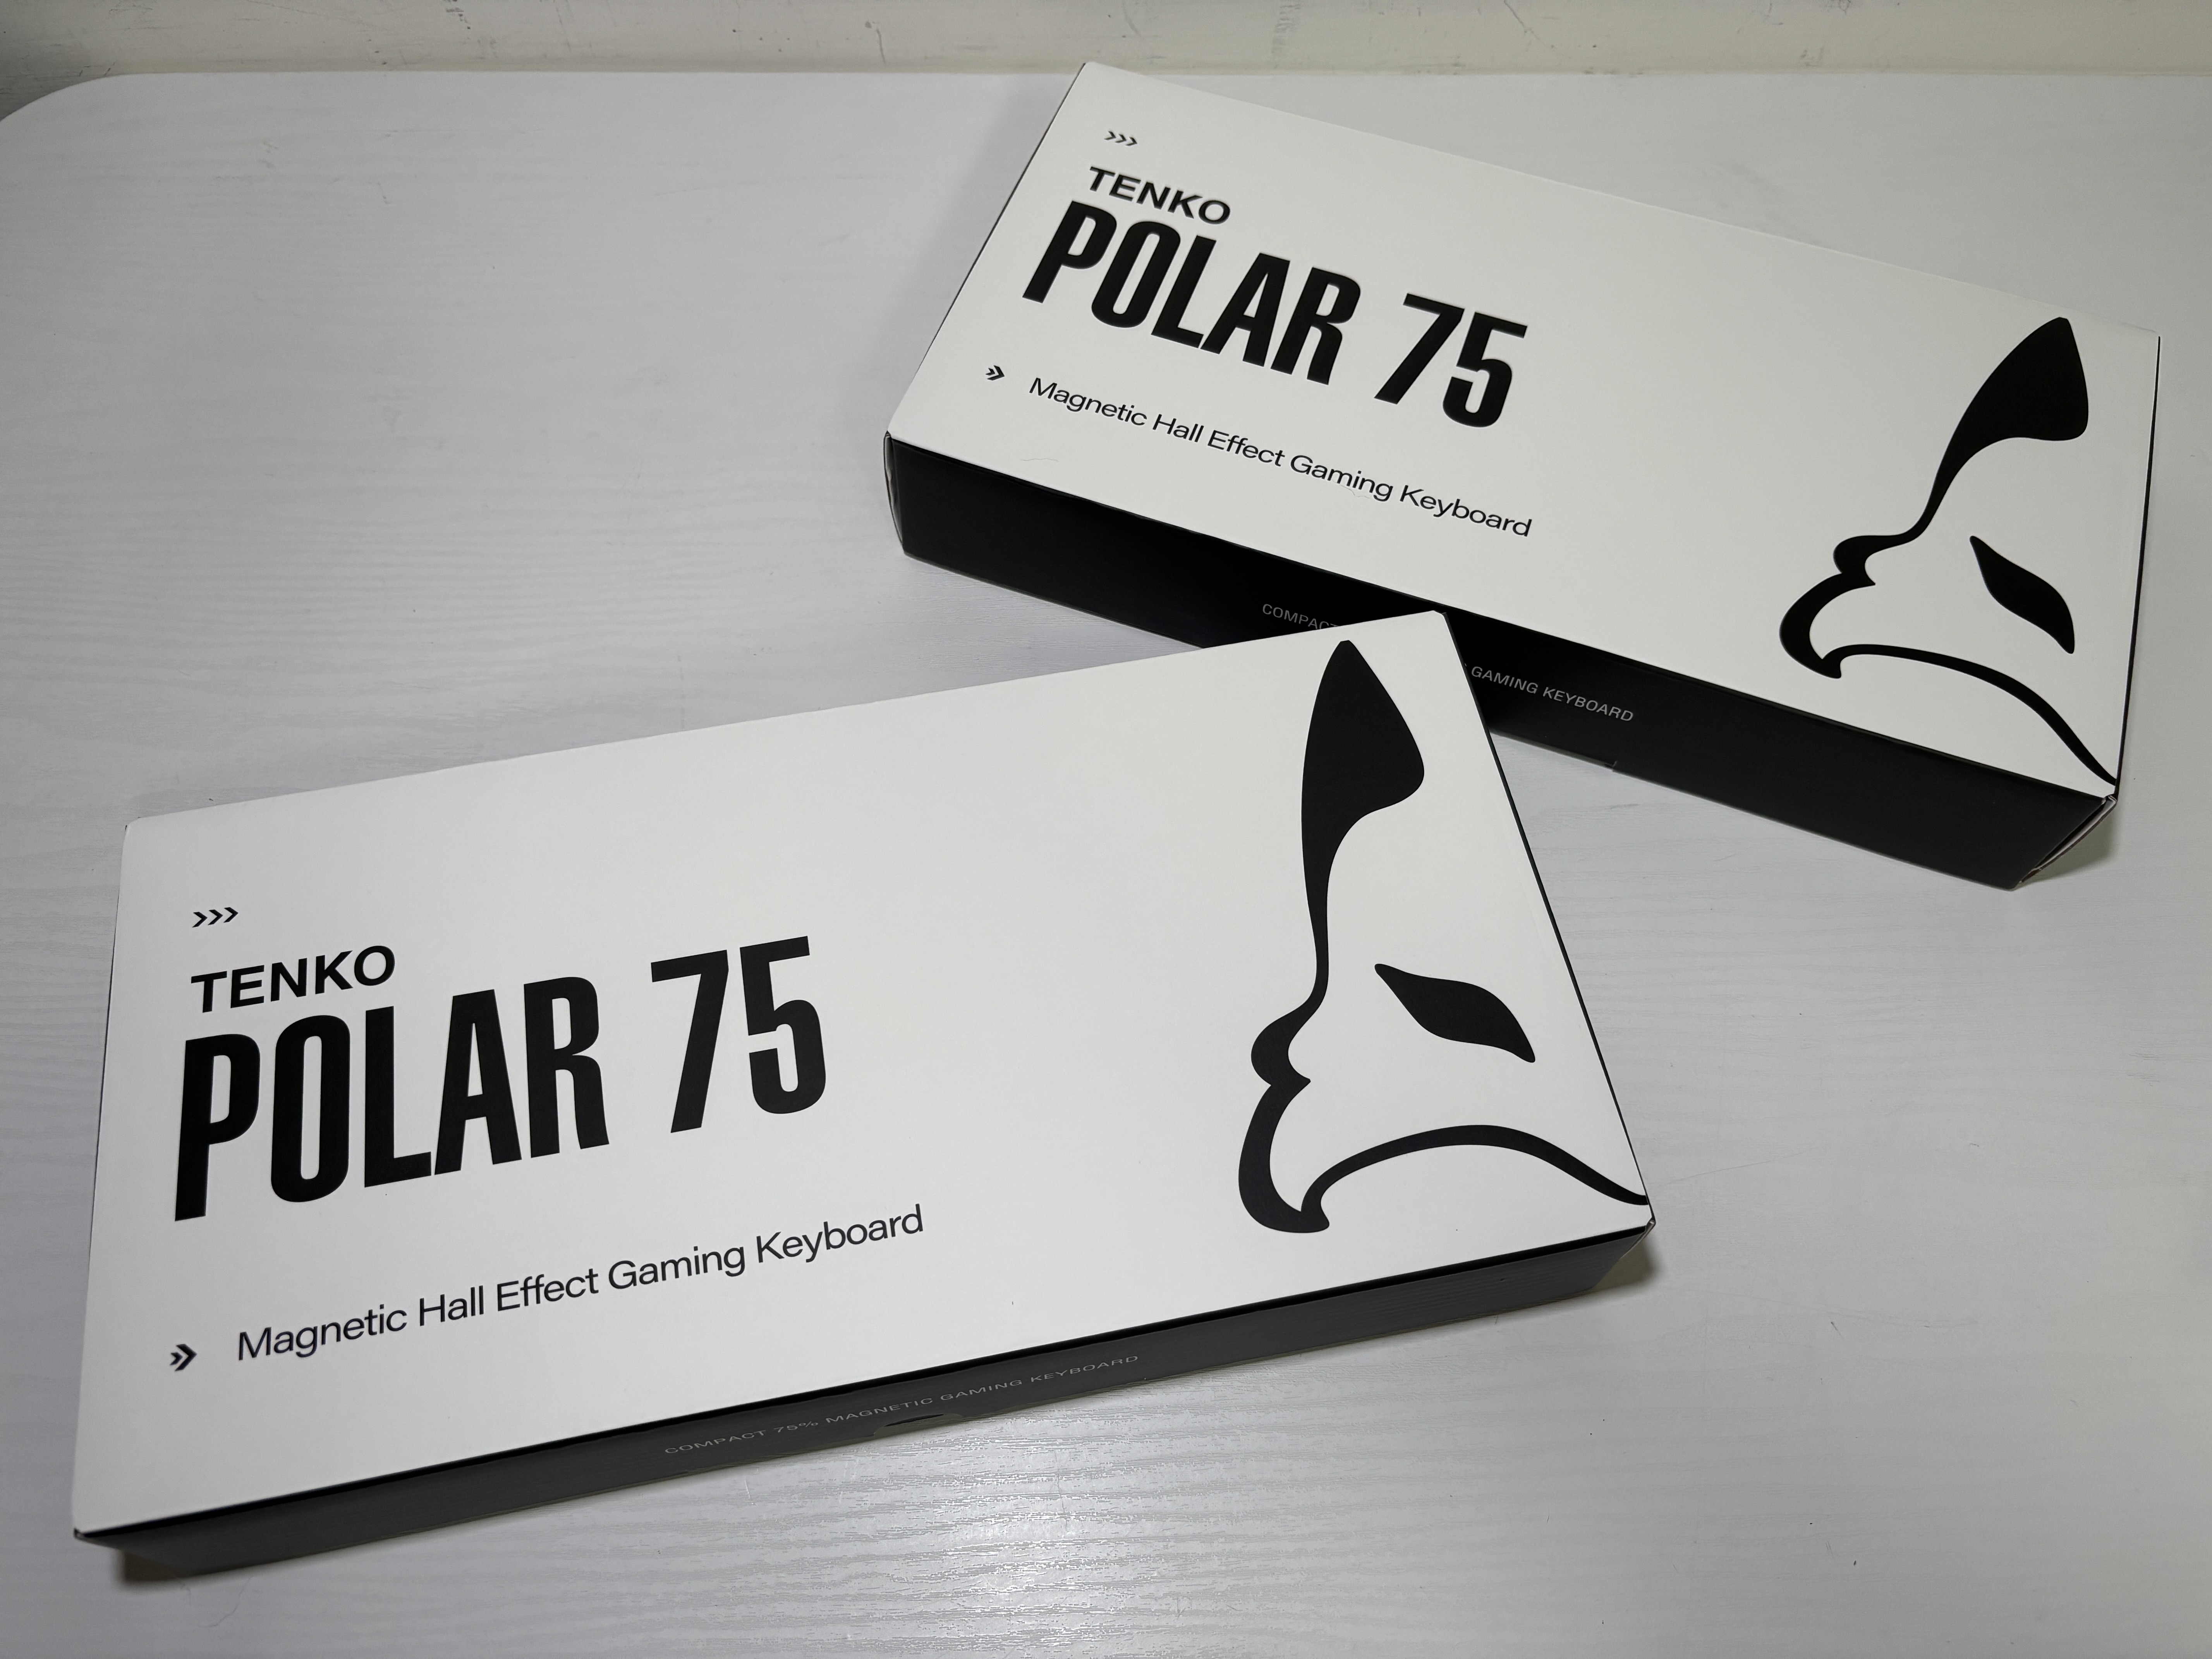 ›››
TENKO
POLAR 75
Magnetic Hall Effect Gaming Keyboard
COMPACT
GAMING KEYBOARD
›››
TENKO
POLAR 75
Magnetic Hall Effect Gaming Keyboard
COMPACT 75% MAGNETIC GAMING KEYBOARD